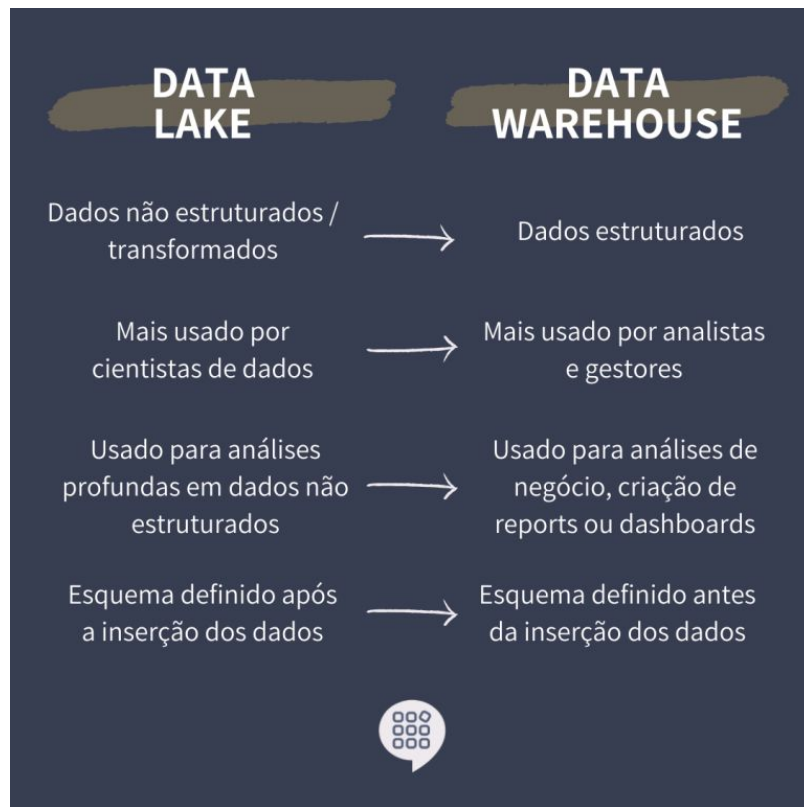 DATA
LAKE
DATA
WAREHOUSE
Dados não estruturados /
transformados
Dados estruturados
Mais usado por
cientistas de dados
Mais usado por analistas
e gestores
Usado para análises
profundas em dados não
estruturados
Usado para análises de
negócio, criação de
reports ou dashboards
Esquema definido após
a inserção dos dados
Esquema definido antes
da inserção dos dados